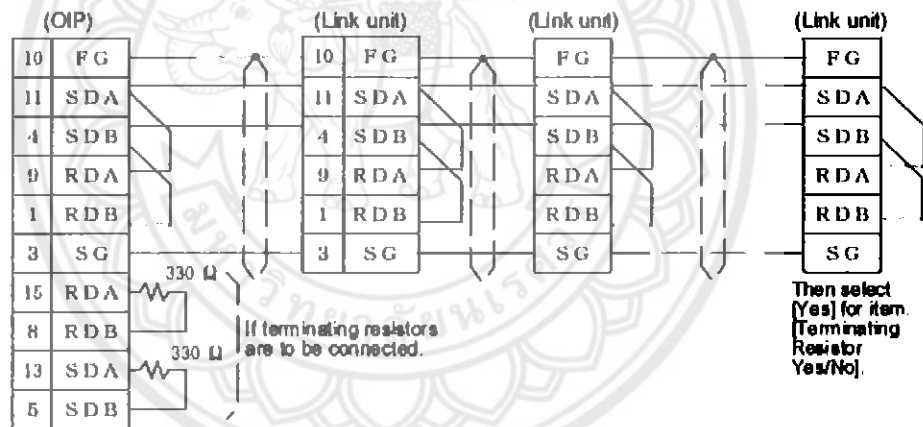 (OIP) (Link unit) (Link unit) (Link unit)
10 FG 10 FG FG FG
11 SDA 11 SDA SDA SDA
4 SDB 4 SDB SDB SDB
9 RDA 9 RDA RDA RDA
1 RDB 1 RDB RDB RDB
3 SG 3 SG SG SG
330 Ω
15 RDA
8 RDB
330 Ω
13 SDA
5 SDB
If terminating resistors
are to be connected.
Then select
[Yes] for item
[Terminating
Resistor
Yes/No].